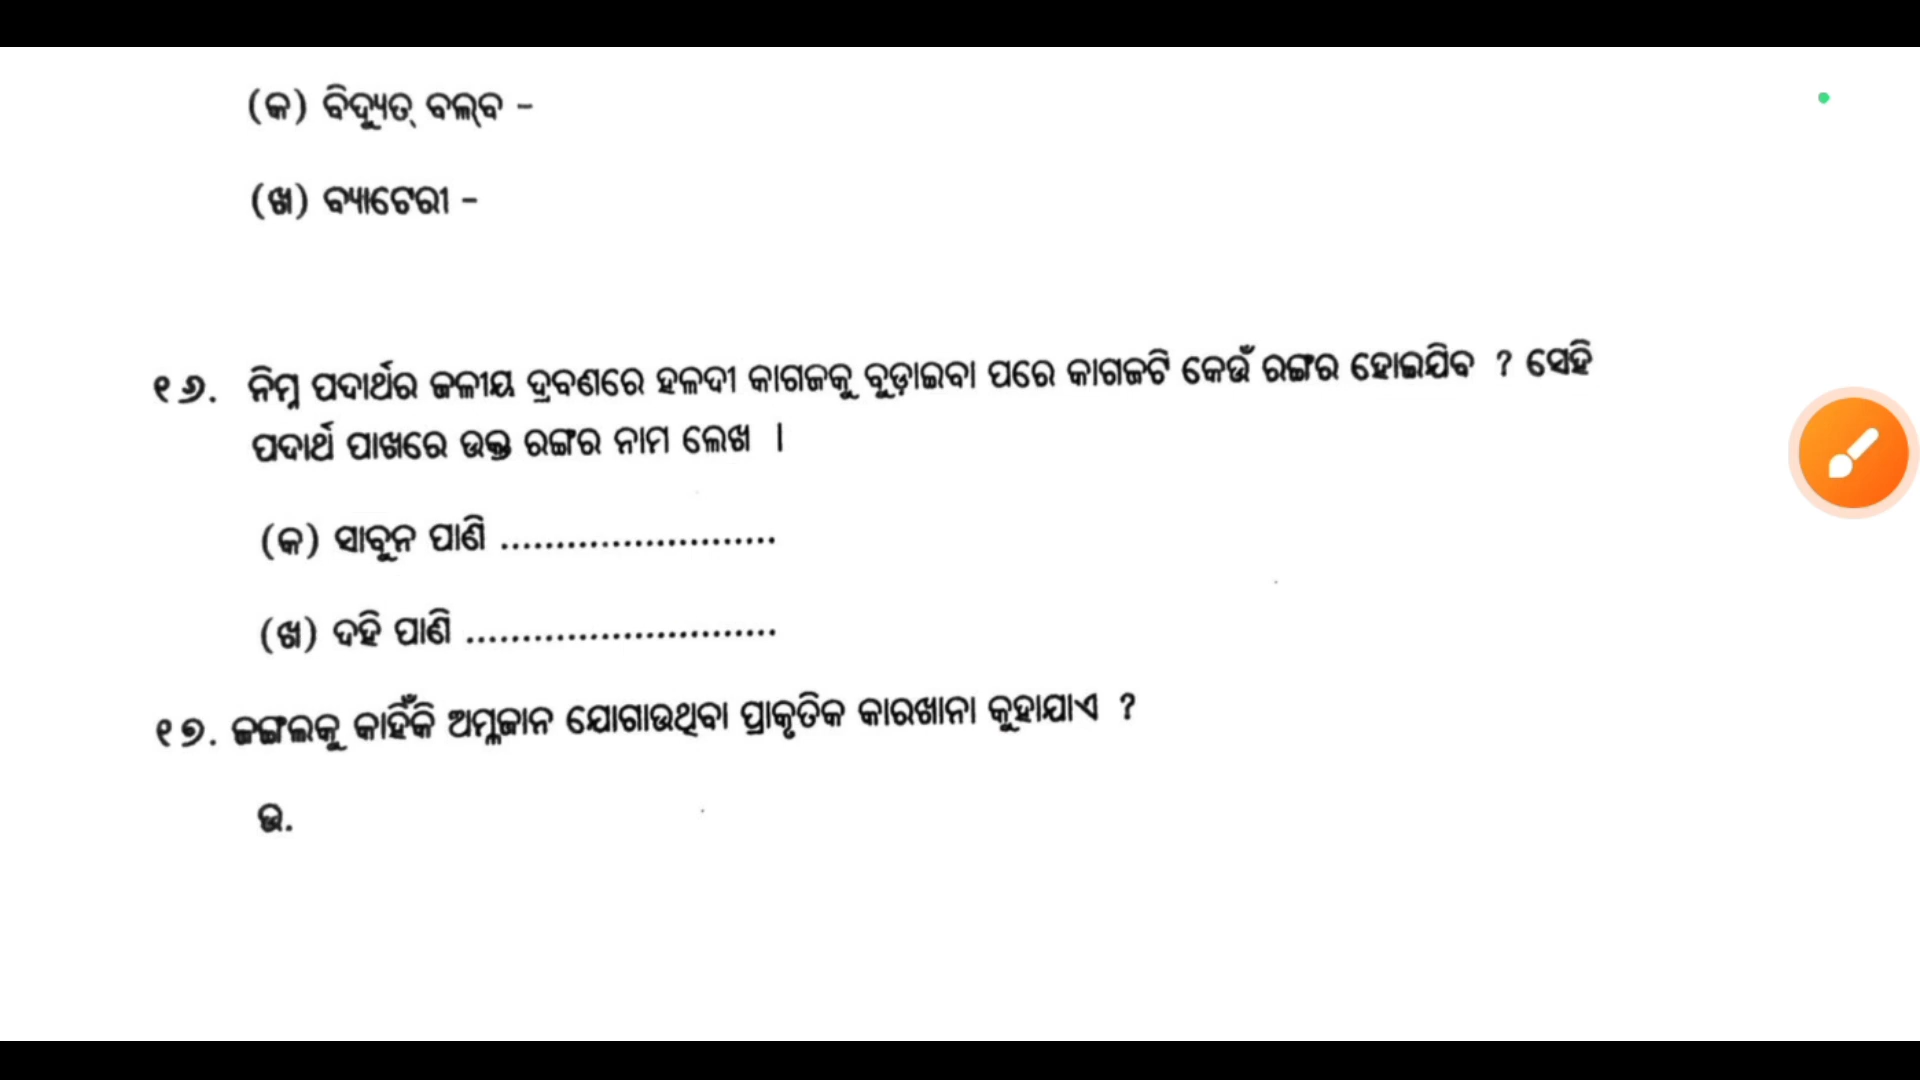 (କ) ବିଦ୍ୟୁତ୍ ବଲ୍‌ବ –
(ଖ) ବ୍ୟାଟେରୀ –
୧୬. ନିମ୍ନ ପଦାର୍ଥର ଜଳୀୟ ଦ୍ରବଣରେ ହଳଦୀ କାଗଜକୁ ବୁଡ଼ାଇବା ପରେ କାଗଜଟି କେଉଁ ରଙ୍ଗର ହୋଇଯିବ ? ସେହି
ପଦାର୍ଥ ପାଖରେ ଉକ୍ତ ରଙ୍ଗର ନାମ ଲେଖ ।
(କ) ସାବୁନ ପାଣି .........................
(ଖ) ଦହି ପାଣି ............................
୧୭. ଜଙ୍ଗଲକୁ କାହିଁକି ଅମ୍ଳଜାନ ଯୋଗାଉଥିବା ପ୍ରାକୃତିକ କାରଖାନା କୁହାଯାଏ ?
ଉ.